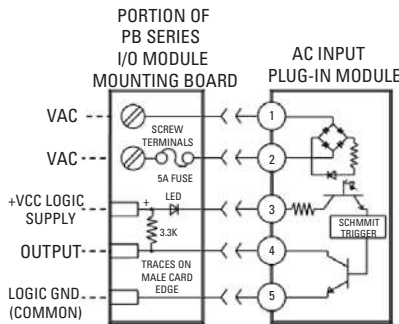 PORTION OF
PB SERIES
I/O MODULE
MOUNTING BOARD
AC INPUT
PLUG-IN MODULE
VAC
SCREW
TERMINALS
1
VAC
5A FUSE
2
+VCC LOGIC
SUPPLY
+
LED
3
3.3K
SCHMMIT
TRIGGER
OUTPUT
TRACES ON
MALE CARD
EDGE
4
LOGIC GND
(COMMON)
5